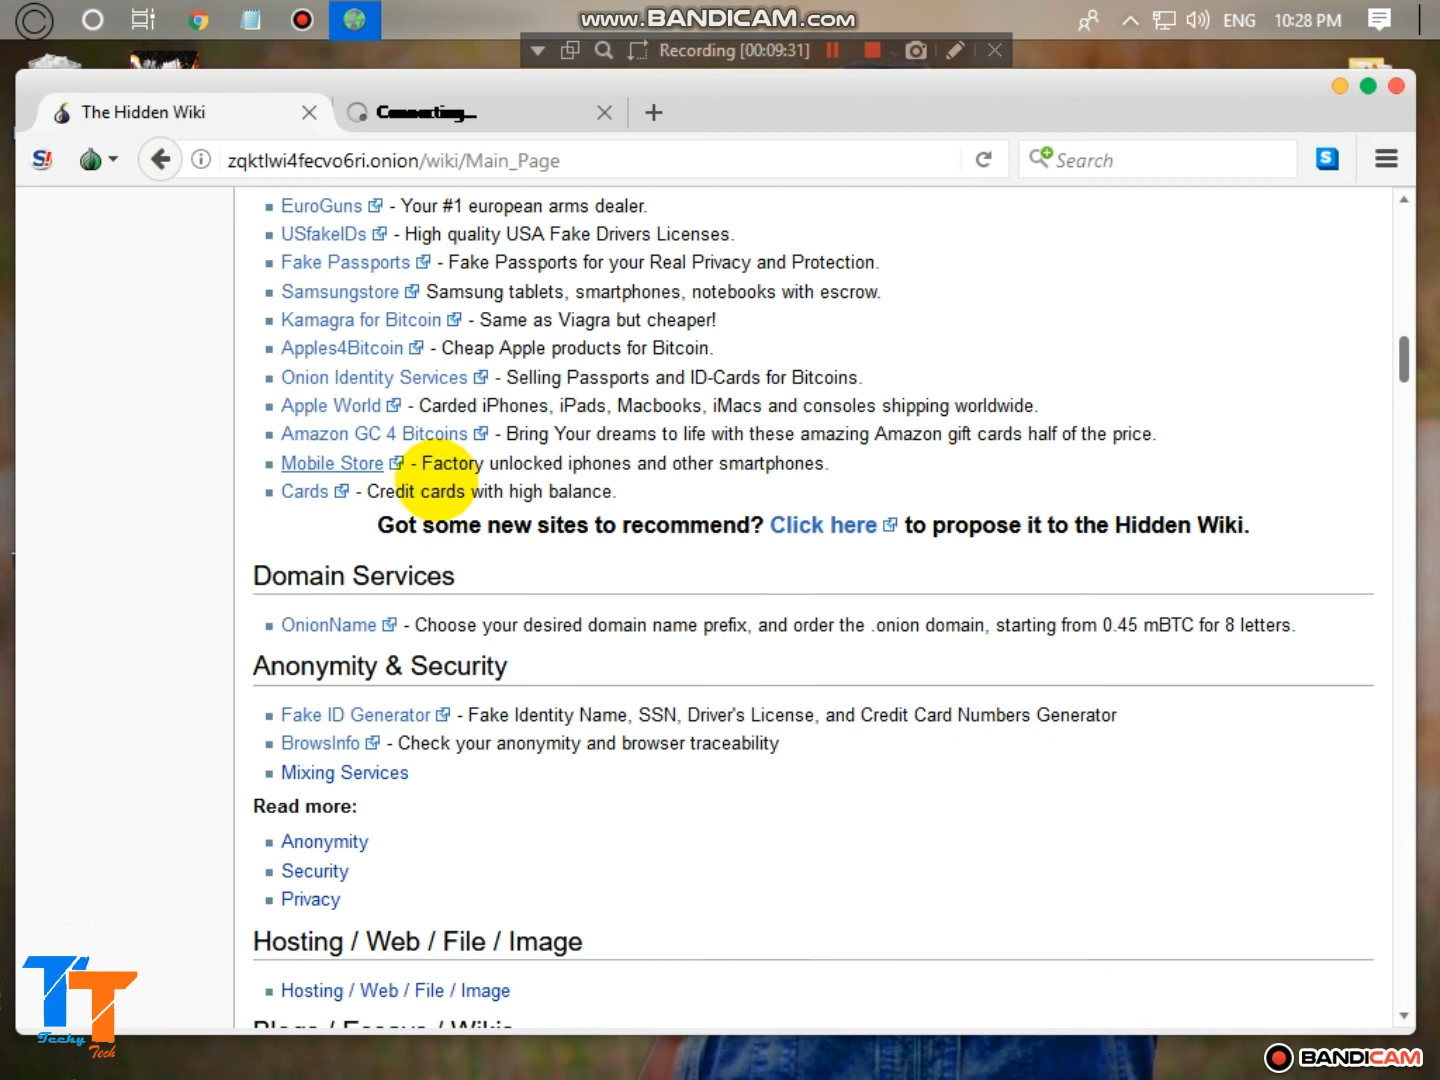 www.BANDICAM.com
ENG 10:28 PM
Recording [00:09:31]
The Hidden Wiki
Connecting...
zqktlwi4fecvo6ri.onion/wiki/Main_Page
Search
EuroGuns - Your #1 european arms dealer.
USfakeIDs - High quality USA Fake Drivers Licenses.
Fake Passports - Fake Passports for your Real Privacy and Protection.
Samsungstore Samsung tablets, smartphones, notebooks with escrow.
Kamagra for Bitcoin - Same as Viagra but cheaper!
Apples4Bitcoin - Cheap Apple products for Bitcoin.
Onion Identity Services - Selling Passports and ID-Cards for Bitcoins.
Apple World - Carded iPhones, iPads, Macbooks, iMacs and consoles shipping worldwide.
Amazon GC 4 Bitcoins - Bring Your dreams to life with these amazing Amazon gift cards half of the price.
Mobile Store - Factory unlocked iphones and other smartphones.
Cards - Credit cards with high balance.
Got some new sites to recommend? Click here to propose it to the Hidden Wiki.
Domain Services
OnionName - Choose your desired domain name prefix, and order the .onion domain, starting from 0.45 mBTC for 8 letters.
Anonymity & Security
Fake ID Generator - Fake Identity Name, SSN, Driver's License, and Credit Card Numbers Generator
BrowsInfo - Check your anonymity and browser traceability
Mixing Services
Read more:
Anonymity
Security
Privacy
Hosting / Web / File / Image
Hosting / Web / File / Image
Blogs / Essays / Wikis
TT
Techy Tech
BANDICAM